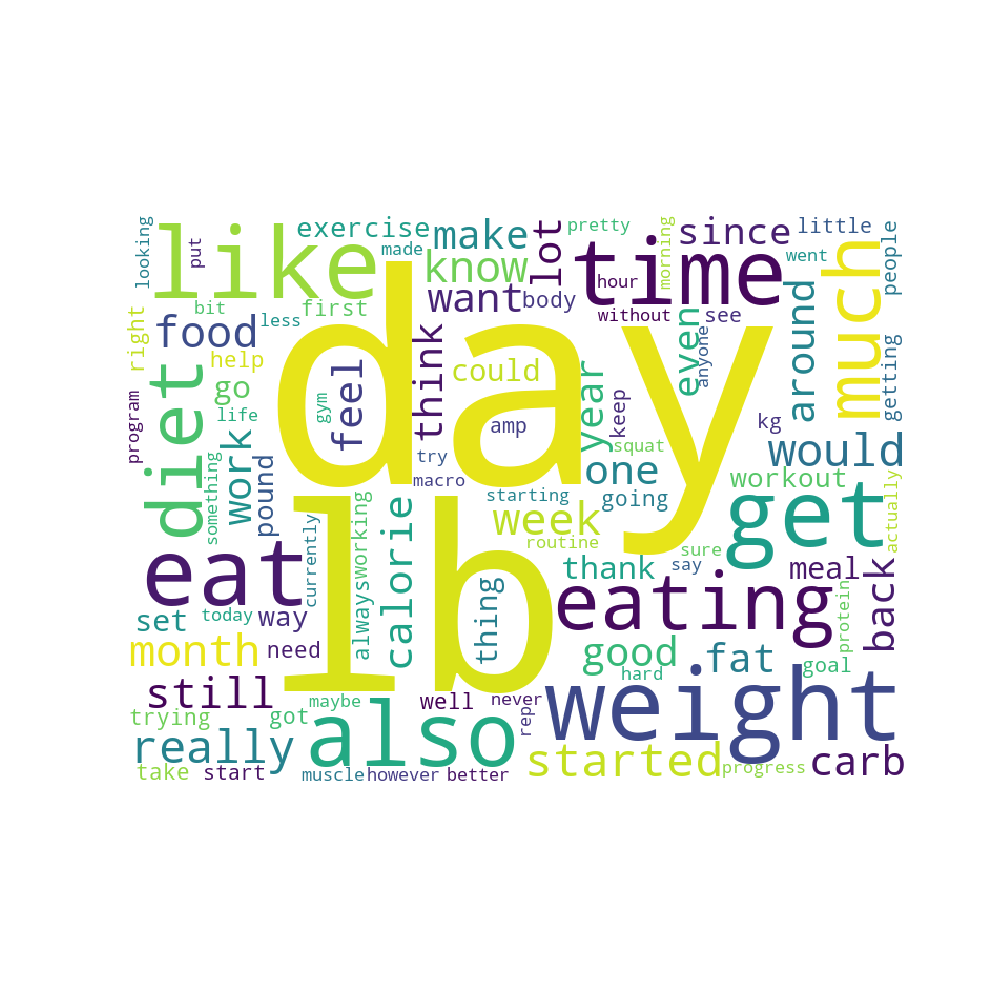 looking
put
like
exercise
made
make
know
lot
pretty
time
hour
morning
since
little
went
much
people
right
bit
less
first
want
body
without
see
food
day
help
diet
go
feel
think
could
year
even
anyone
around
getting
program
life
gym
amp
keep
kg
would
something
work
pound
try
macro
squat
one
going
workout
actually
lb
calorie
starting
week
routine
get
eat
currently
always
working
thing
thank
sure
say
meal
eating
back
protein
set
today
way
month
need
good
fat
hard
goal
still
maybe
well
never
rep
weight
trying
got
also
really
started
progress
carb
take
start
muscle
however
better